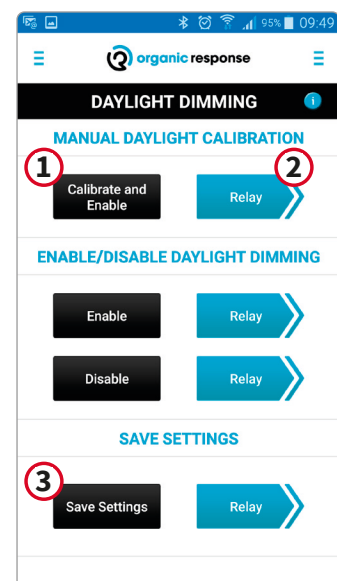 95% 09:49
organic response
DAYLIGHT DIMMING i
MANUAL DAYLIGHT CALIBRATION
1 2
Calibrate and
Enable
Relay
ENABLE/DISABLE DAYLIGHT DIMMING
Enable Relay
Disable Relay
SAVE SETTINGS
3
Save Settings Relay